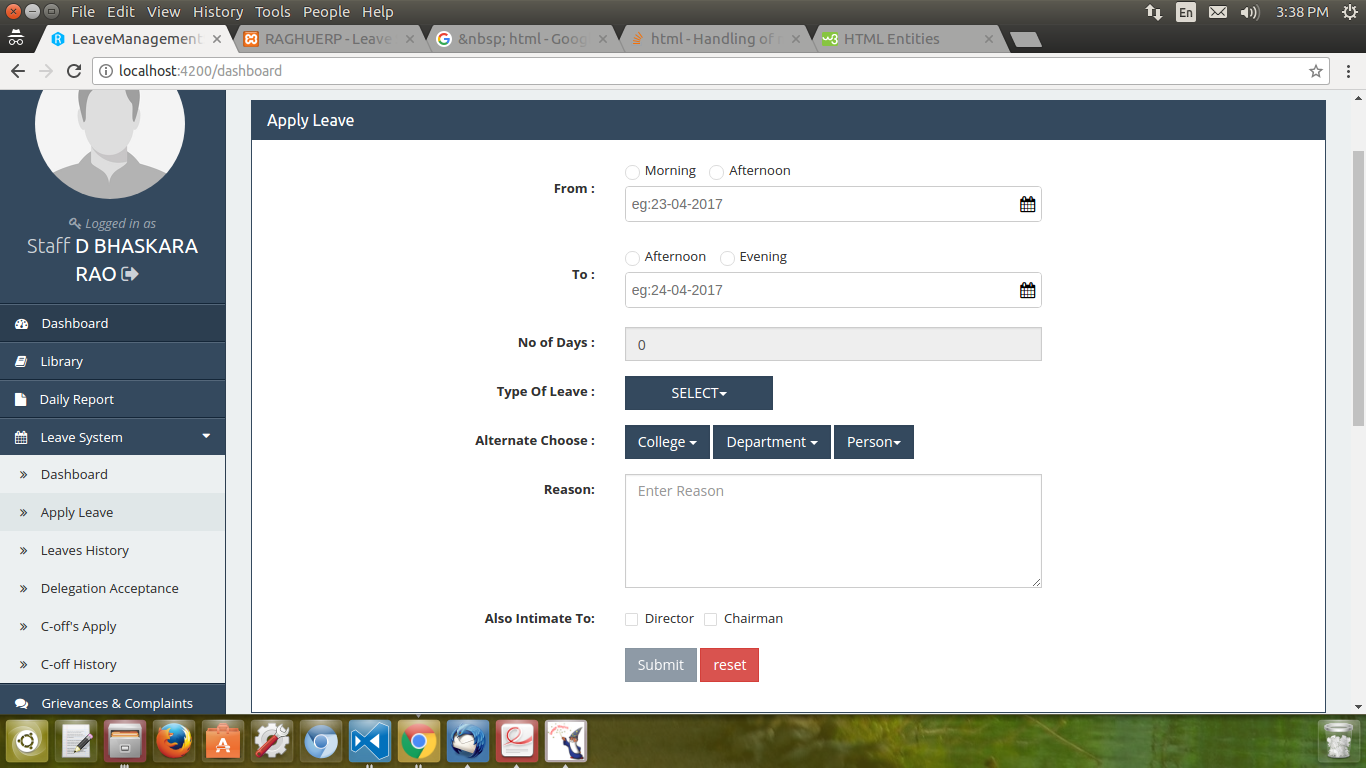 File Edit View History Tools People Help
En 3:38 PM
LeaveManagement
RAGHUERP - Leave
&nbsp; html - Goog
html - Handling of
HTML Entities
localhost:4200/dashboard
Logged in as
Staff D BHASKARA
RAO
Dashboard
Library
Daily Report
Leave System
Dashboard
Apply Leave
Leaves History
Delegation Acceptance
C-off's Apply
C-off History
Grievances & Complaints
Apply Leave
Morning Afternoon
From :
eg:23-04-2017
Afternoon Evening
To :
eg:24-04-2017
No of Days : 0
Type Of Leave : SELECT
Alternate Choose : College Department Person
Reason: Enter Reason
Also Intimate To: Director Chairman
Submit reset